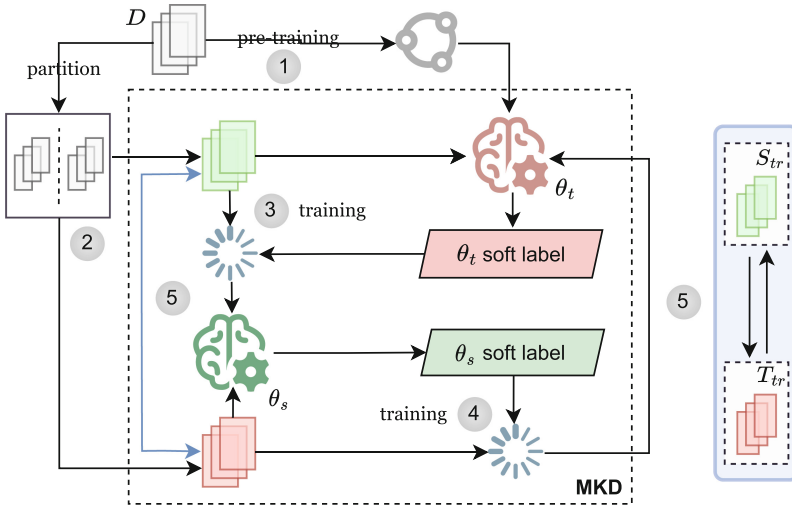 D
pre-training
1
partition
2
3 training
θt
θt soft label
5
θs soft label
θs
training 4
MKD
5
Str
Ttr